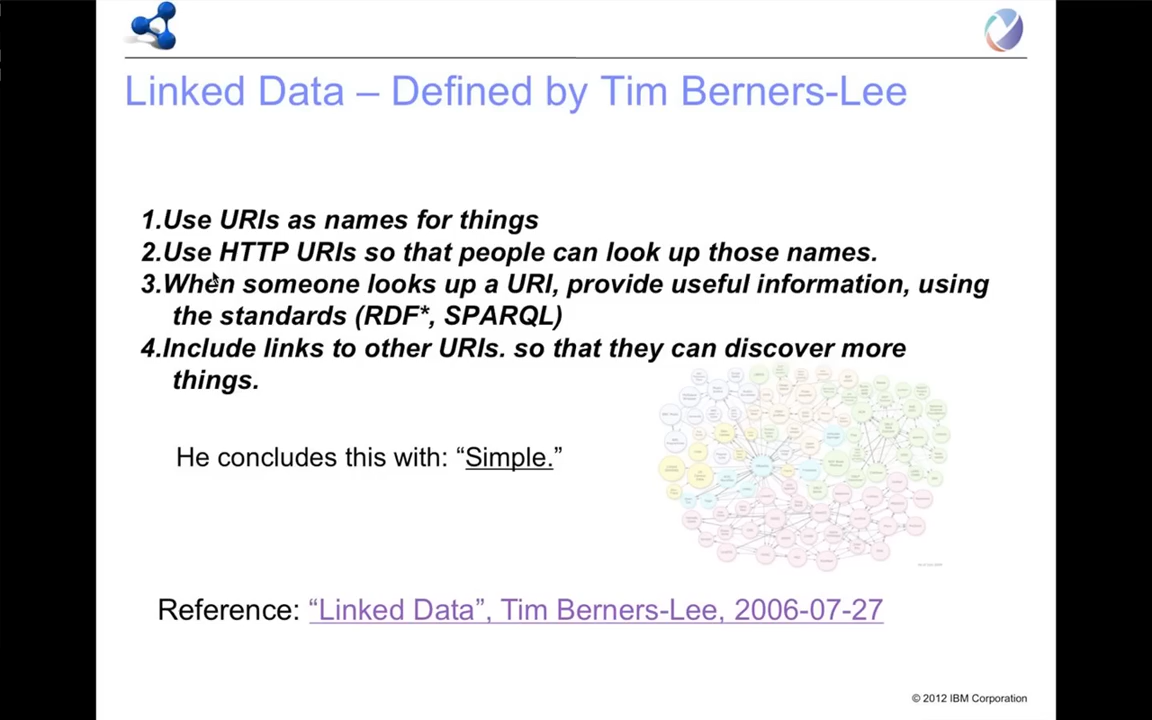 Linked Data – Defined by Tim Berners-Lee
1.Use URIs as names for things
2.Use HTTP URIs so that people can look up those names.
3.When someone looks up a URI, provide useful information, using
the standards (RDF*, SPARQL)
4.Include links to other URIs. so that they can discover more
things.
He concludes this with: “Simple.”
Reference: “Linked Data”, Tim Berners-Lee, 2006-07-27
© 2012 IBM Corporation